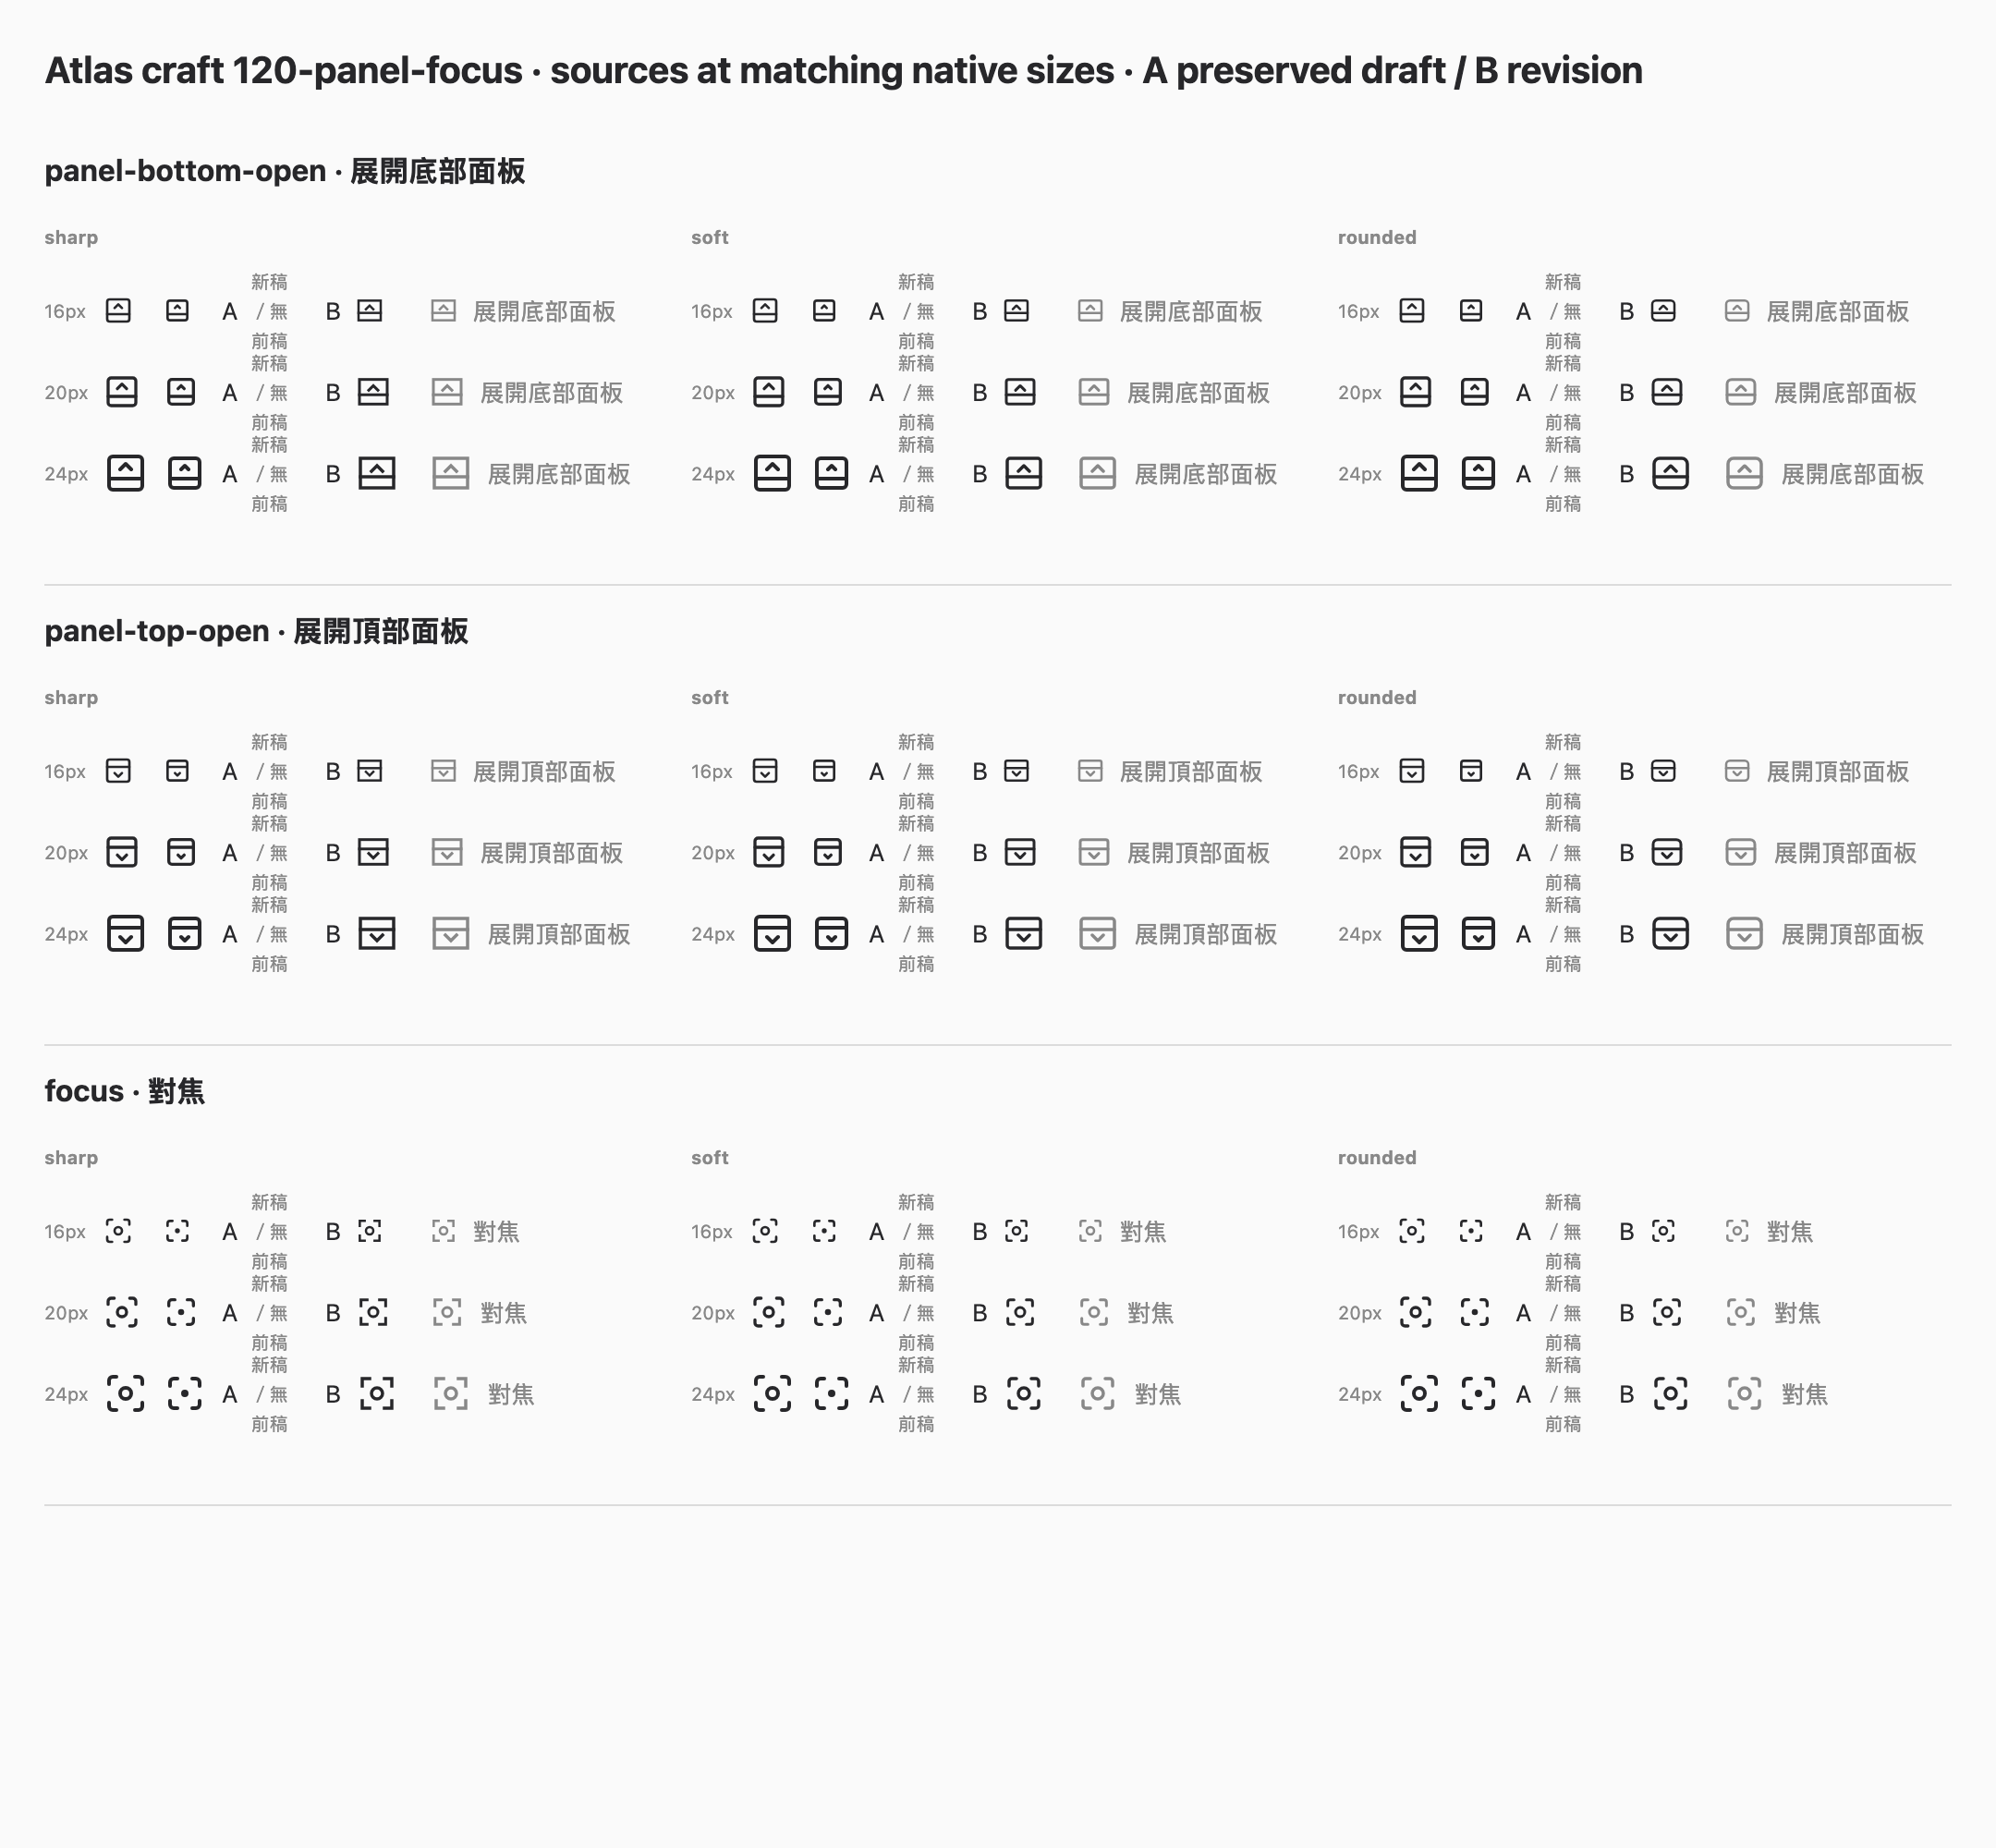 Atlas craft 120-panel-focus · sources at matching native sizes · A preserved draft / B revision
panel-bottom-open · 展開底部面板
sharp
16px A 新稿 / 無前稿 B 展開底部面板
20px A 新稿 / 無前稿 B 展開底部面板
24px A 新稿 / 無前稿 B 展開底部面板
soft
16px A 新稿 / 無前稿 B 展開底部面板
20px A 新稿 / 無前稿 B 展開底部面板
24px A 新稿 / 無前稿 B 展開底部面板
rounded
16px A 新稿 / 無前稿 B 展開底部面板
20px A 新稿 / 無前稿 B 展開底部面板
24px A 新稿 / 無前稿 B 展開底部面板
panel-top-open · 展開頂部面板
sharp
16px A 新稿 / 無前稿 B 展開頂部面板
20px A 新稿 / 無前稿 B 展開頂部面板
24px A 新稿 / 無前稿 B 展開頂部面板
soft
16px A 新稿 / 無前稿 B 展開頂部面板
20px A 新稿 / 無前稿 B 展開頂部面板
24px A 新稿 / 無前稿 B 展開頂部面板
rounded
16px A 新稿 / 無前稿 B 展開頂部面板
20px A 新稿 / 無前稿 B 展開頂部面板
24px A 新稿 / 無前稿 B 展開頂部面板
focus · 對焦
sharp
16px A 新稿 / 無前稿 B 對焦
20px A 新稿 / 無前稿 B 對焦
24px A 新稿 / 無前稿 B 對焦
soft
16px A 新稿 / 無前稿 B 對焦
20px A 新稿 / 無前稿 B 對焦
24px A 新稿 / 無前稿 B 對焦
rounded
16px A 新稿 / 無前稿 B 對焦
20px A 新稿 / 無前稿 B 對焦
24px A 新稿 / 無前稿 B 對焦